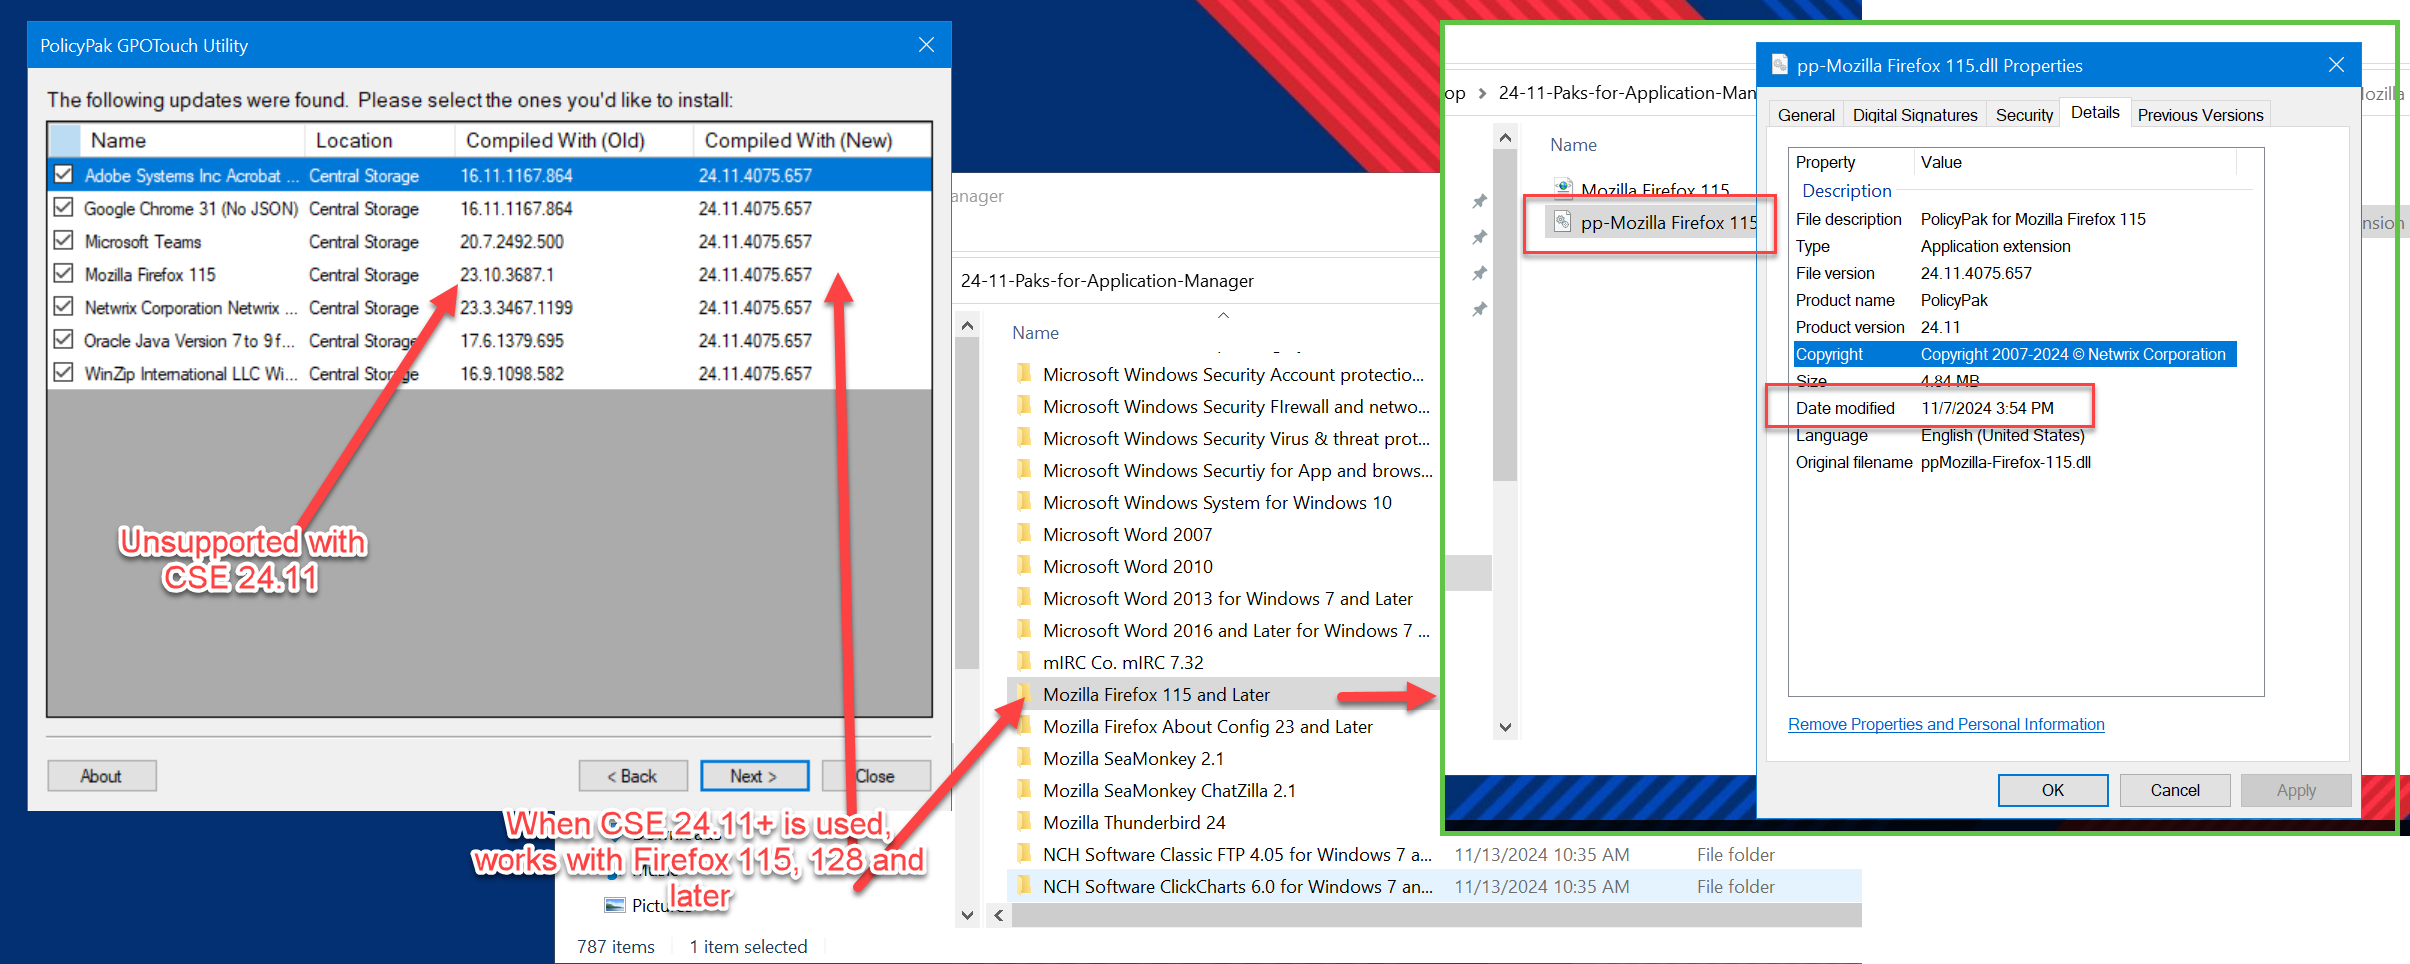 PolicyPak GPOTouch Utility
The following updates were found. Please select the ones you'd like to install:
Name Location Compiled With (Old) Compiled With (New)
Adobe Systems Inc Acrobat ... Central Storage 16.11.1167.864 24.11.4075.657
Google Chrome 31 (No JSON) Central Storage 16.11.1167.864 24.11.4075.657
Microsoft Teams Central Storage 20.7.2492.500 24.11.4075.657
Mozilla Firefox 115 Central Storage 23.10.3687.1 24.11.4075.657
Netwrix Corporation Netwrix ... Central Storage 23.3.3467.1199 24.11.4075.657
Oracle Java Version 7 to 9 f... Central Storage 17.6.1379.695 24.11.4075.657
WinZip International LLC Wi... Central Storage 16.9.1098.582 24.11.4075.657
Unsupported with
CSE 24.11
About < Back Next > Close
When CSE 24.11+ is used,
works with Firefox 115, 128 and
later
Pictu
787 items 1 item selected
anager
24-11-Paks-for-Application-Manager
Name
Microsoft Windows Security Account protectio...
Microsoft Windows Security FIrewall and netwo...
Microsoft Windows Security Virus & threat prot...
Microsoft Windows Securtiy for App and brows...
Microsoft Windows System for Windows 10
Microsoft Word 2007
Microsoft Word 2010
Microsoft Word 2013 for Windows 7 and Later
Microsoft Word 2016 and Later for Windows 7 ...
mIRC Co. mIRC 7.32
Mozilla Firefox 115 and Later
Mozilla Firefox About Config 23 and Later
Mozilla SeaMonkey 2.1
Mozilla SeaMonkey ChatZilla 2.1
Mozilla Thunderbird 24
NCH Software Classic FTP 4.05 for Windows 7 a... 11/13/2024 10:35 AM File folder
NCH Software ClickCharts 6.0 for Windows 7 an... 11/13/2024 10:35 AM File folder
op > 24-11-Paks-for-Application-Man
Name
Mozilla Firefox 115
pp-Mozilla Firefox 115
ozilla
nsion
pp-Mozilla Firefox 115.dll Properties
General Digital Signatures Security Details Previous Versions
Property Value
Description
File description PolicyPak for Mozilla Firefox 115
Type Application extension
File version 24.11.4075.657
Product name PolicyPak
Product version 24.11
Copyright Copyright 2007-2024 © Netwrix Corporation
Size 4.84 MB
Date modified 11/7/2024 3:54 PM
Language English (United States)
Original filename ppMozilla-Firefox-115.dll
Remove Properties and Personal Information
OK Cancel Apply